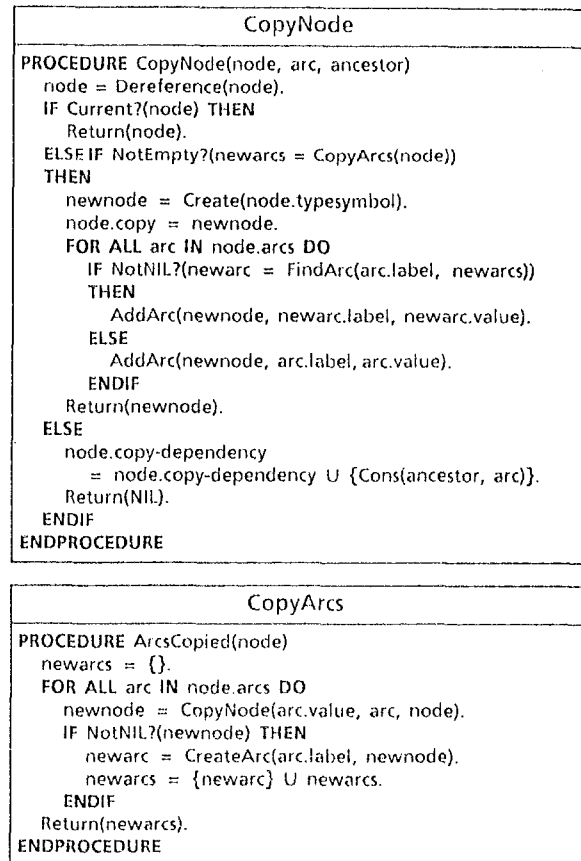 CopyNode
PROCEDURE CopyNode(node, arc, ancestor)
node = Dereference(node).
IF Current?(node) THEN
Return(node).
ELSE IF NotEmpty?(newarcs = CopyArcs(node))
THEN
newnode = Create(node.typesymbol).
node.copy = newnode.
FOR ALL arc IN node.arcs DO
IF NotNIL?(newarc = FindArc(arc.label, newarcs))
THEN
AddArc(newnode, newarc.label, newarc.value).
ELSE
AddArc(newnode, arc.label, arc.value).
ENDIF
Return(newnode).
ELSE
node.copy-dependency
= node.copy-dependency U {Cons(ancestor, arc)}.
Return(NIL).
ENDIF
ENDPROCEDURE
CopyArcs
PROCEDURE ArcsCopied(node)
newarcs = {}.
FOR ALL arc IN node.arcs DO
newnode = CopyNode(arc.value, arc, node).
IF NotNIL?(newnode) THEN
newarc = CreateArc(arc.label, newnode).
newarcs = {newarc} U newarcs.
ENDIF
Return(newarcs).
ENDPROCEDURE